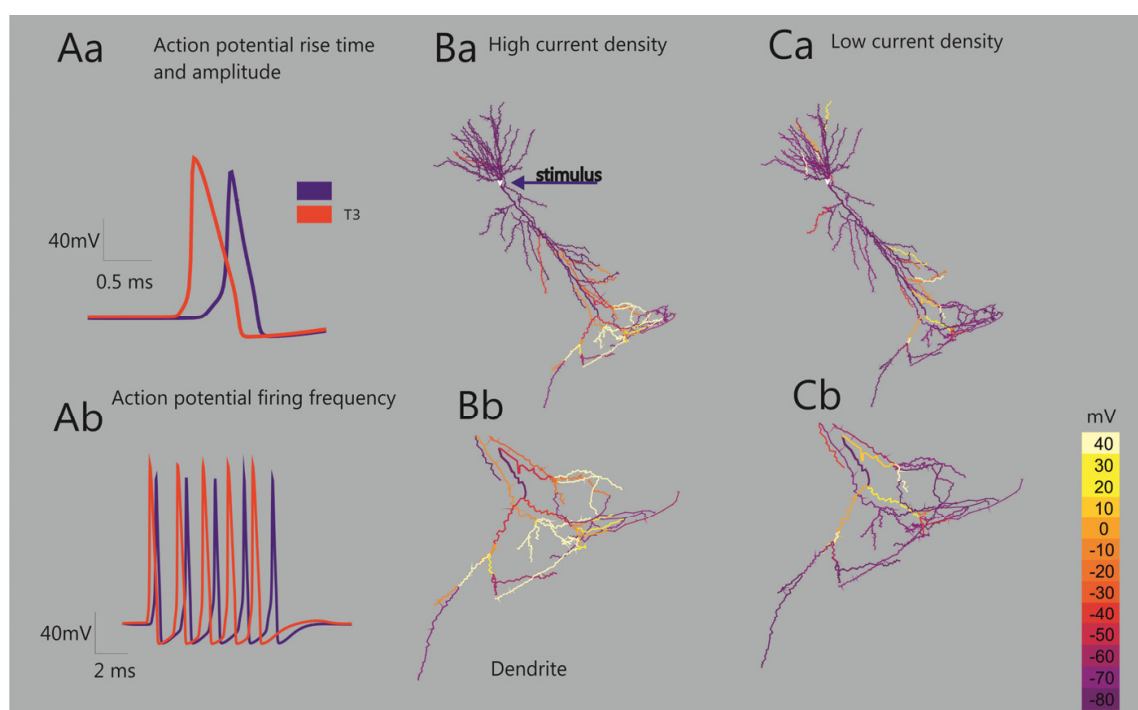 Aa
Action potential rise time
and amplitude
Ba
High current density
Ca
Low current density
stimulus
T3
40mV
0.5 ms
Ab
Action potential firing frequency
Bb
Cb
40mV
2 ms
Dendrite
mV
40
30
20
10
0
-10
-20
-30
-40
-50
-60
-70
-80